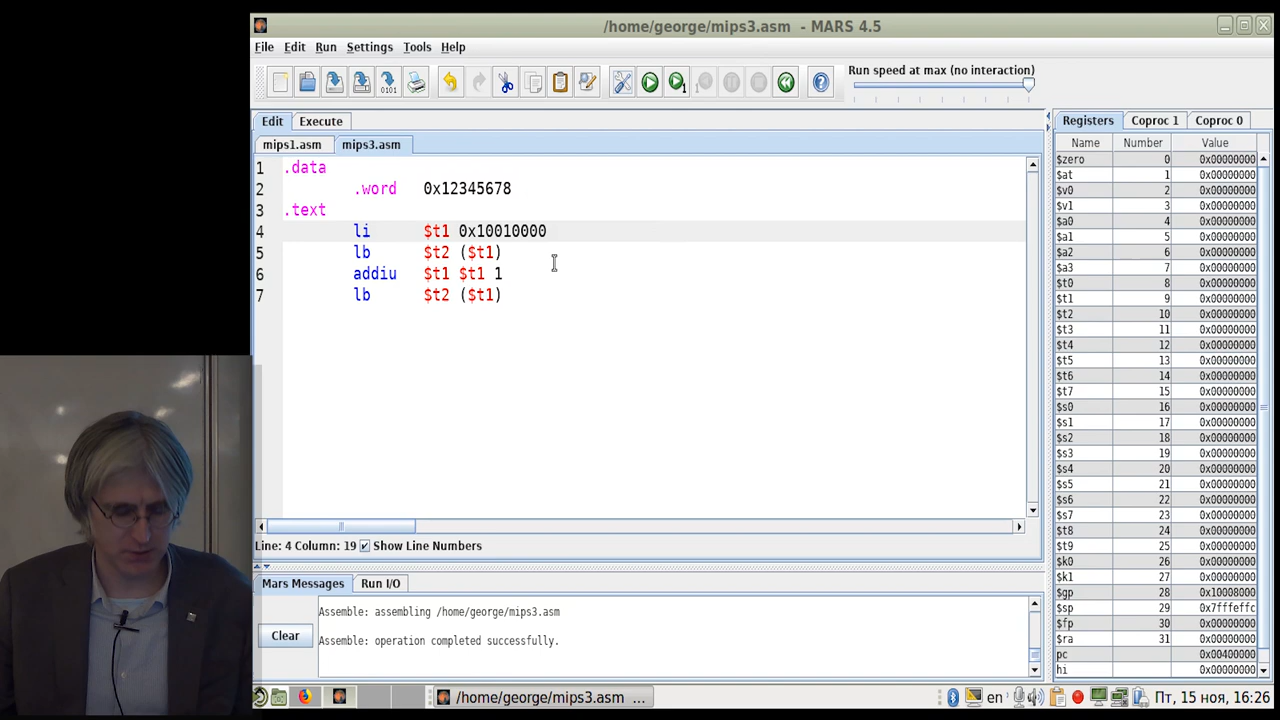 /home/george/mips3.asm - MARS 4.5
File Edit Run Settings Tools Help
Run speed at max (no interaction)
Edit Execute
mips1.asm mips3.asm
1 .data
2 .word 0x12345678
3 .text
4 li $t1 0x10010000
5 lb $t2 ($t1)
6 addiu $t1 $t1 1
7 lb $t2 ($t1)
Line: 4 Column: 19 Show Line Numbers
Mars Messages Run I/O
Assemble: assembling /home/george/mips3.asm
Assemble: operation completed successfully.
Clear
Registers Coproc 1 Coproc 0
Name Number Value
$zero 0 0x00000000
$at 1 0x00000000
$v0 2 0x00000000
$v1 3 0x00000000
$a0 4 0x00000000
$a1 5 0x00000000
$a2 6 0x00000000
$a3 7 0x00000000
$t0 8 0x00000000
$t1 9 0x00000000
$t2 10 0x00000000
$t3 11 0x00000000
$t4 12 0x00000000
$t5 13 0x00000000
$t6 14 0x00000000
$t7 15 0x00000000
$s0 16 0x00000000
$s1 17 0x00000000
$s2 18 0x00000000
$s3 19 0x00000000
$s4 20 0x00000000
$s5 21 0x00000000
$s6 22 0x00000000
$s7 23 0x00000000
$t8 24 0x00000000
$t9 25 0x00000000
$k0 26 0x00000000
$k1 27 0x00000000
$gp 28 0x10008000
$sp 29 0x7fffeffc
$fp 30 0x00000000
$ra 31 0x00000000
pc 0x00400000
hi 0x00000000
/home/george/mips3.asm ...
en Пт, 15 ноя, 16:26